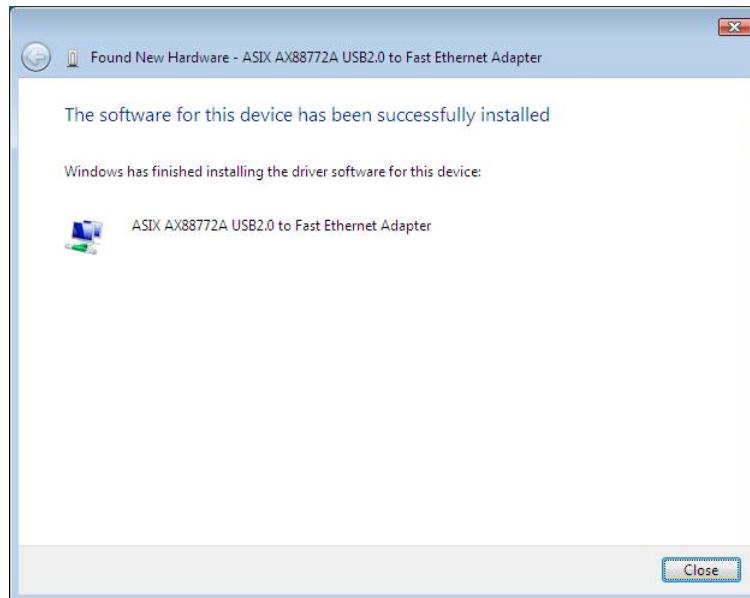 Found New Hardware - ASIX AX88772A USB2.0 to Fast Ethernet Adapter
The software for this device has been successfully installed
Windows has finished installing the driver software for this device:
ASIX AX88772A USB2.0 to Fast Ethernet Adapter
Close